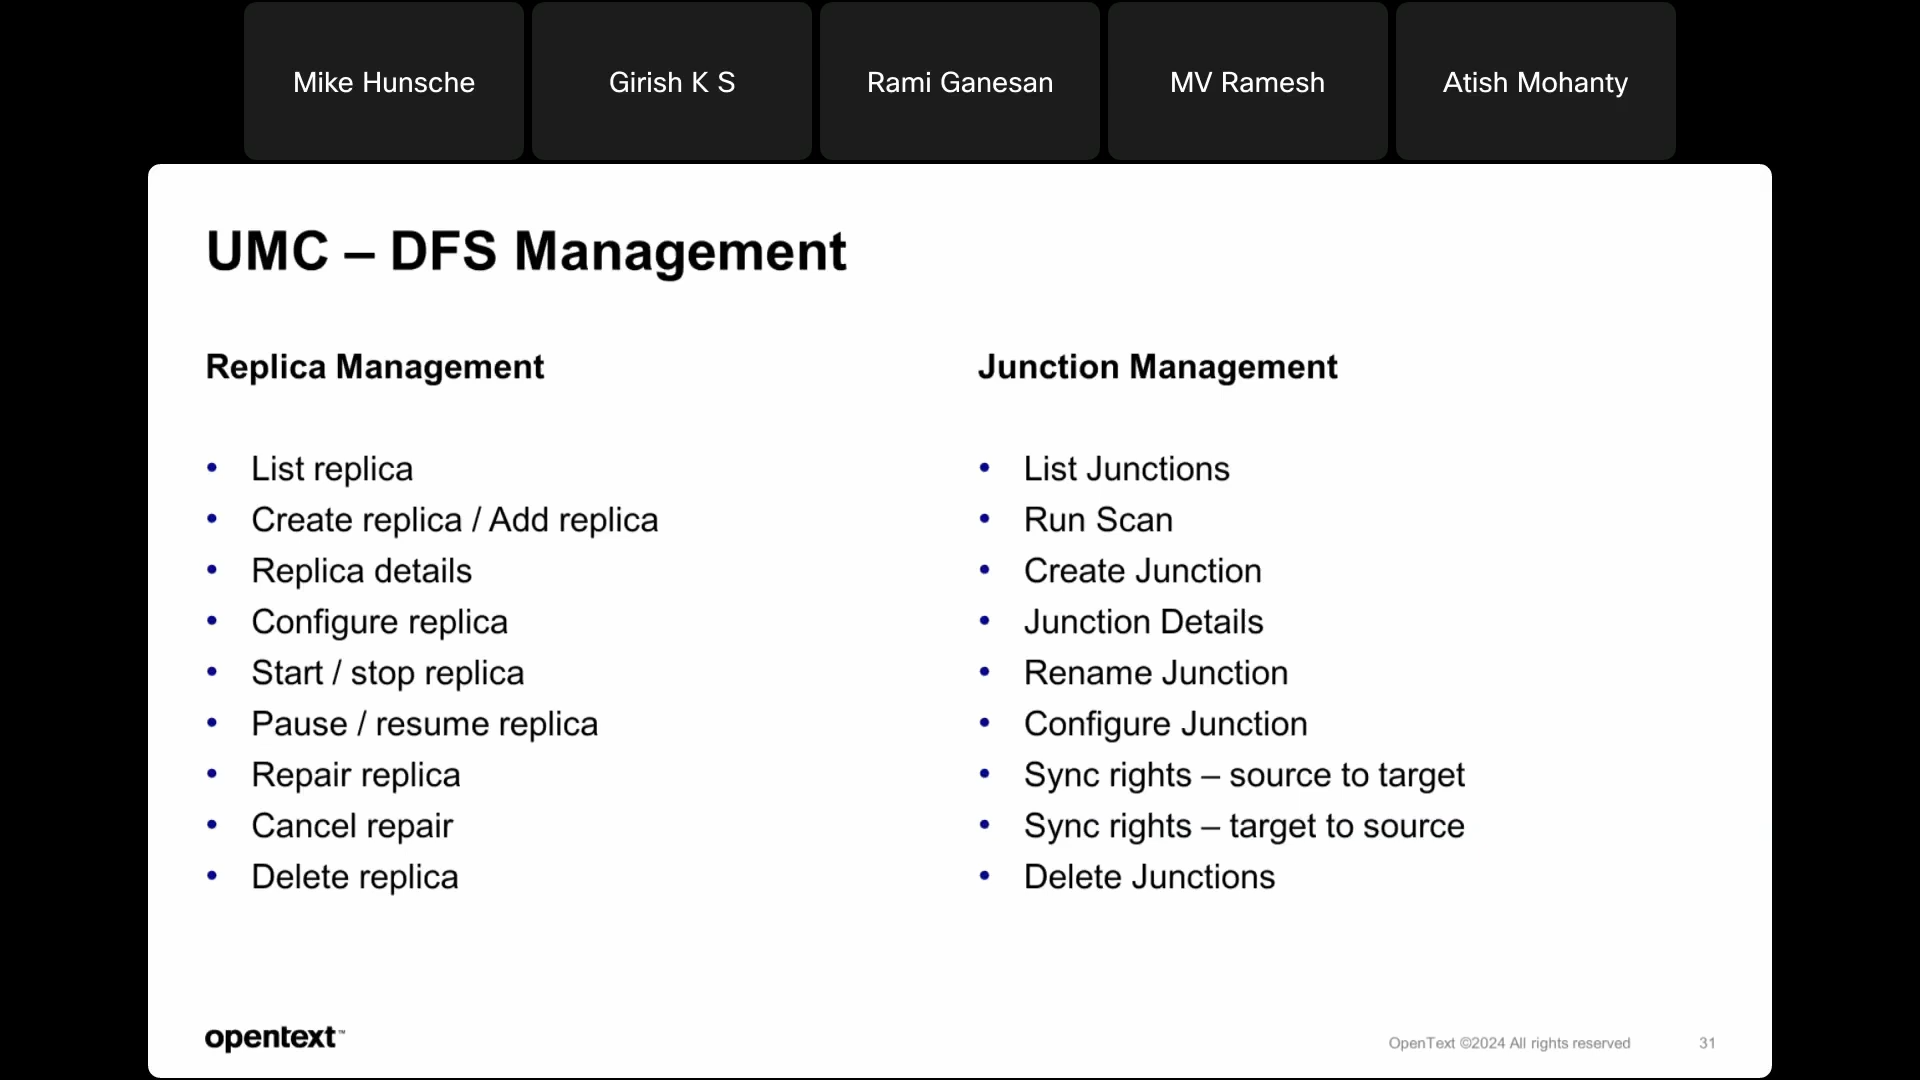 Mike Hunsche
Girish K S
Rami Ganesan
MV Ramesh
Atish Mohanty
UMC – DFS Management
Replica Management
• List replica
• Create replica / Add replica
• Replica details
• Configure replica
• Start / stop replica
• Pause / resume replica
• Repair replica
• Cancel repair
• Delete replica
Junction Management
• List Junctions
• Run Scan
• Create Junction
• Junction Details
• Rename Junction
• Configure Junction
• Sync rights – source to target
• Sync rights – target to source
• Delete Junctions
opentext™
OpenText ©2024 All rights reserved
31